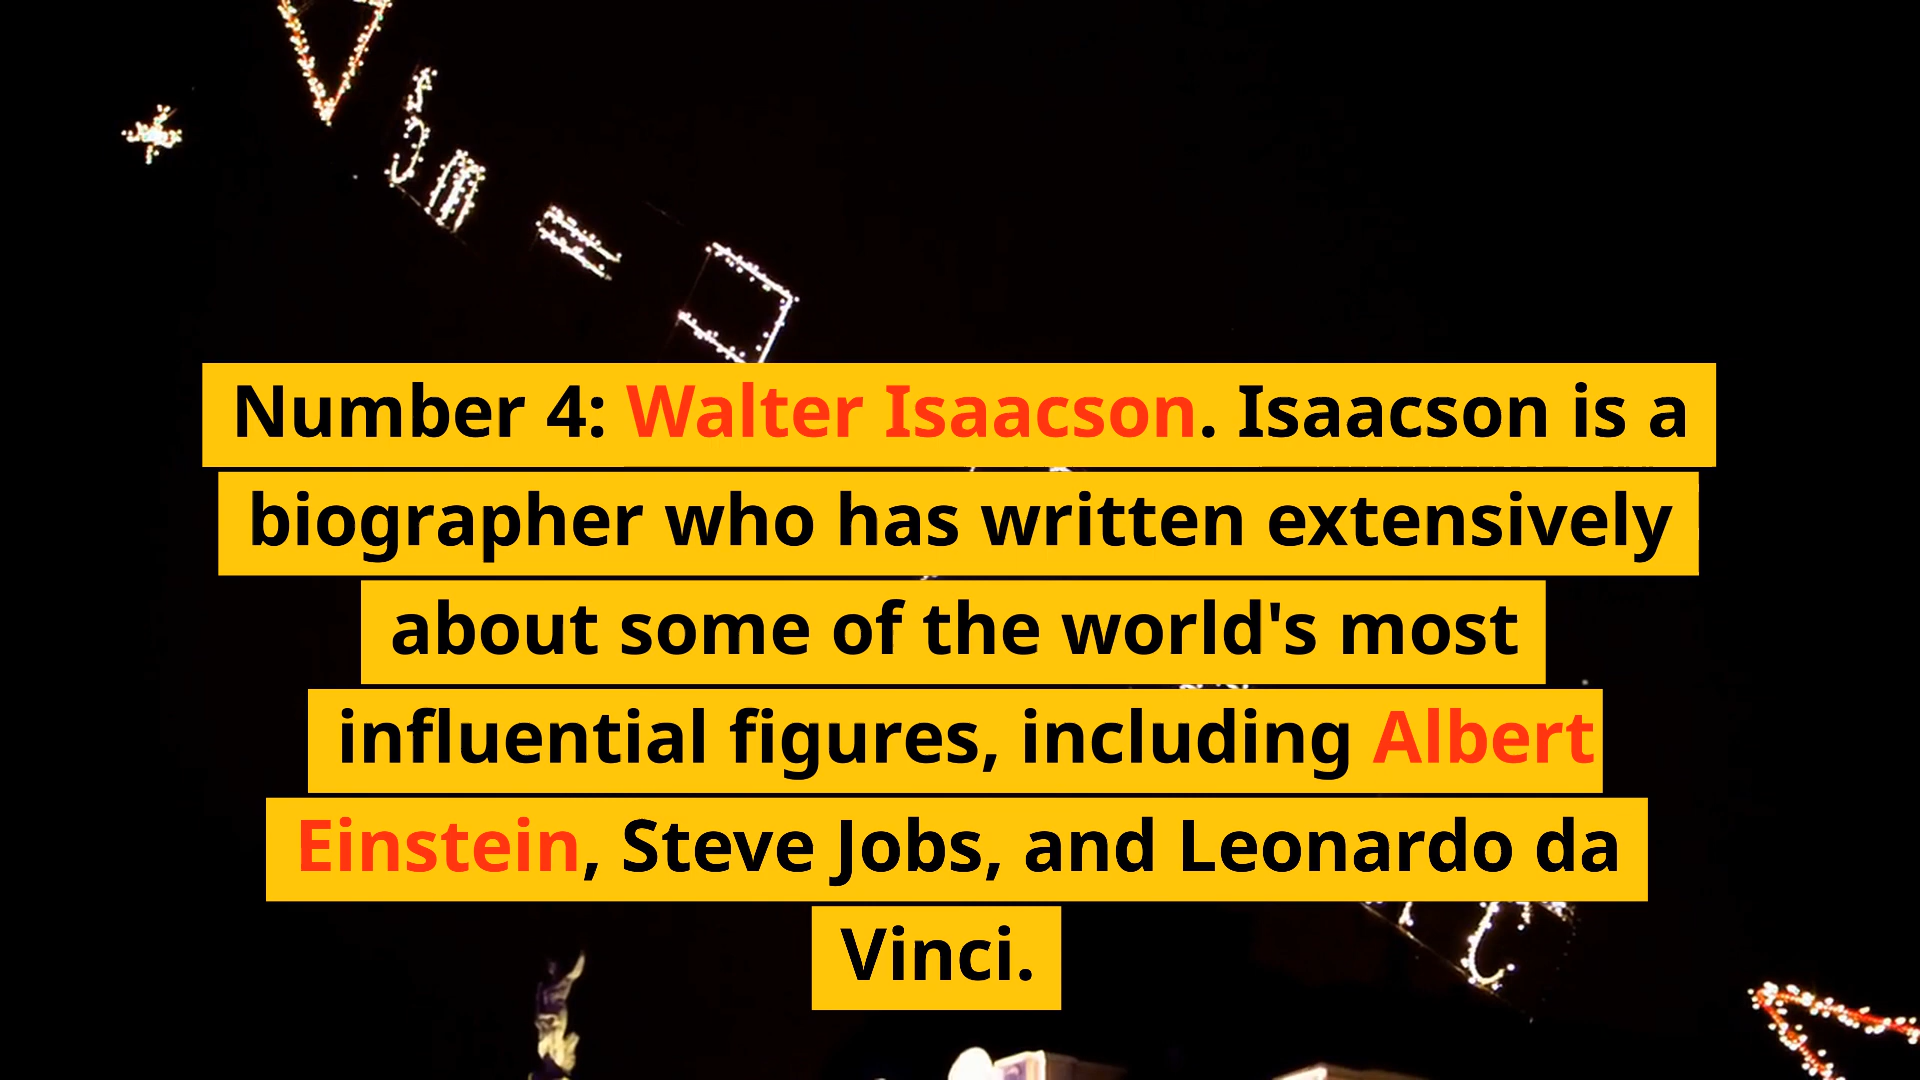 Number 4: Walter Isaacson. Isaacson is a
biographer who has written extensively
about some of the world's most
influential figures, including Albert
Einstein, Steve Jobs, and Leonardo da
Vinci.